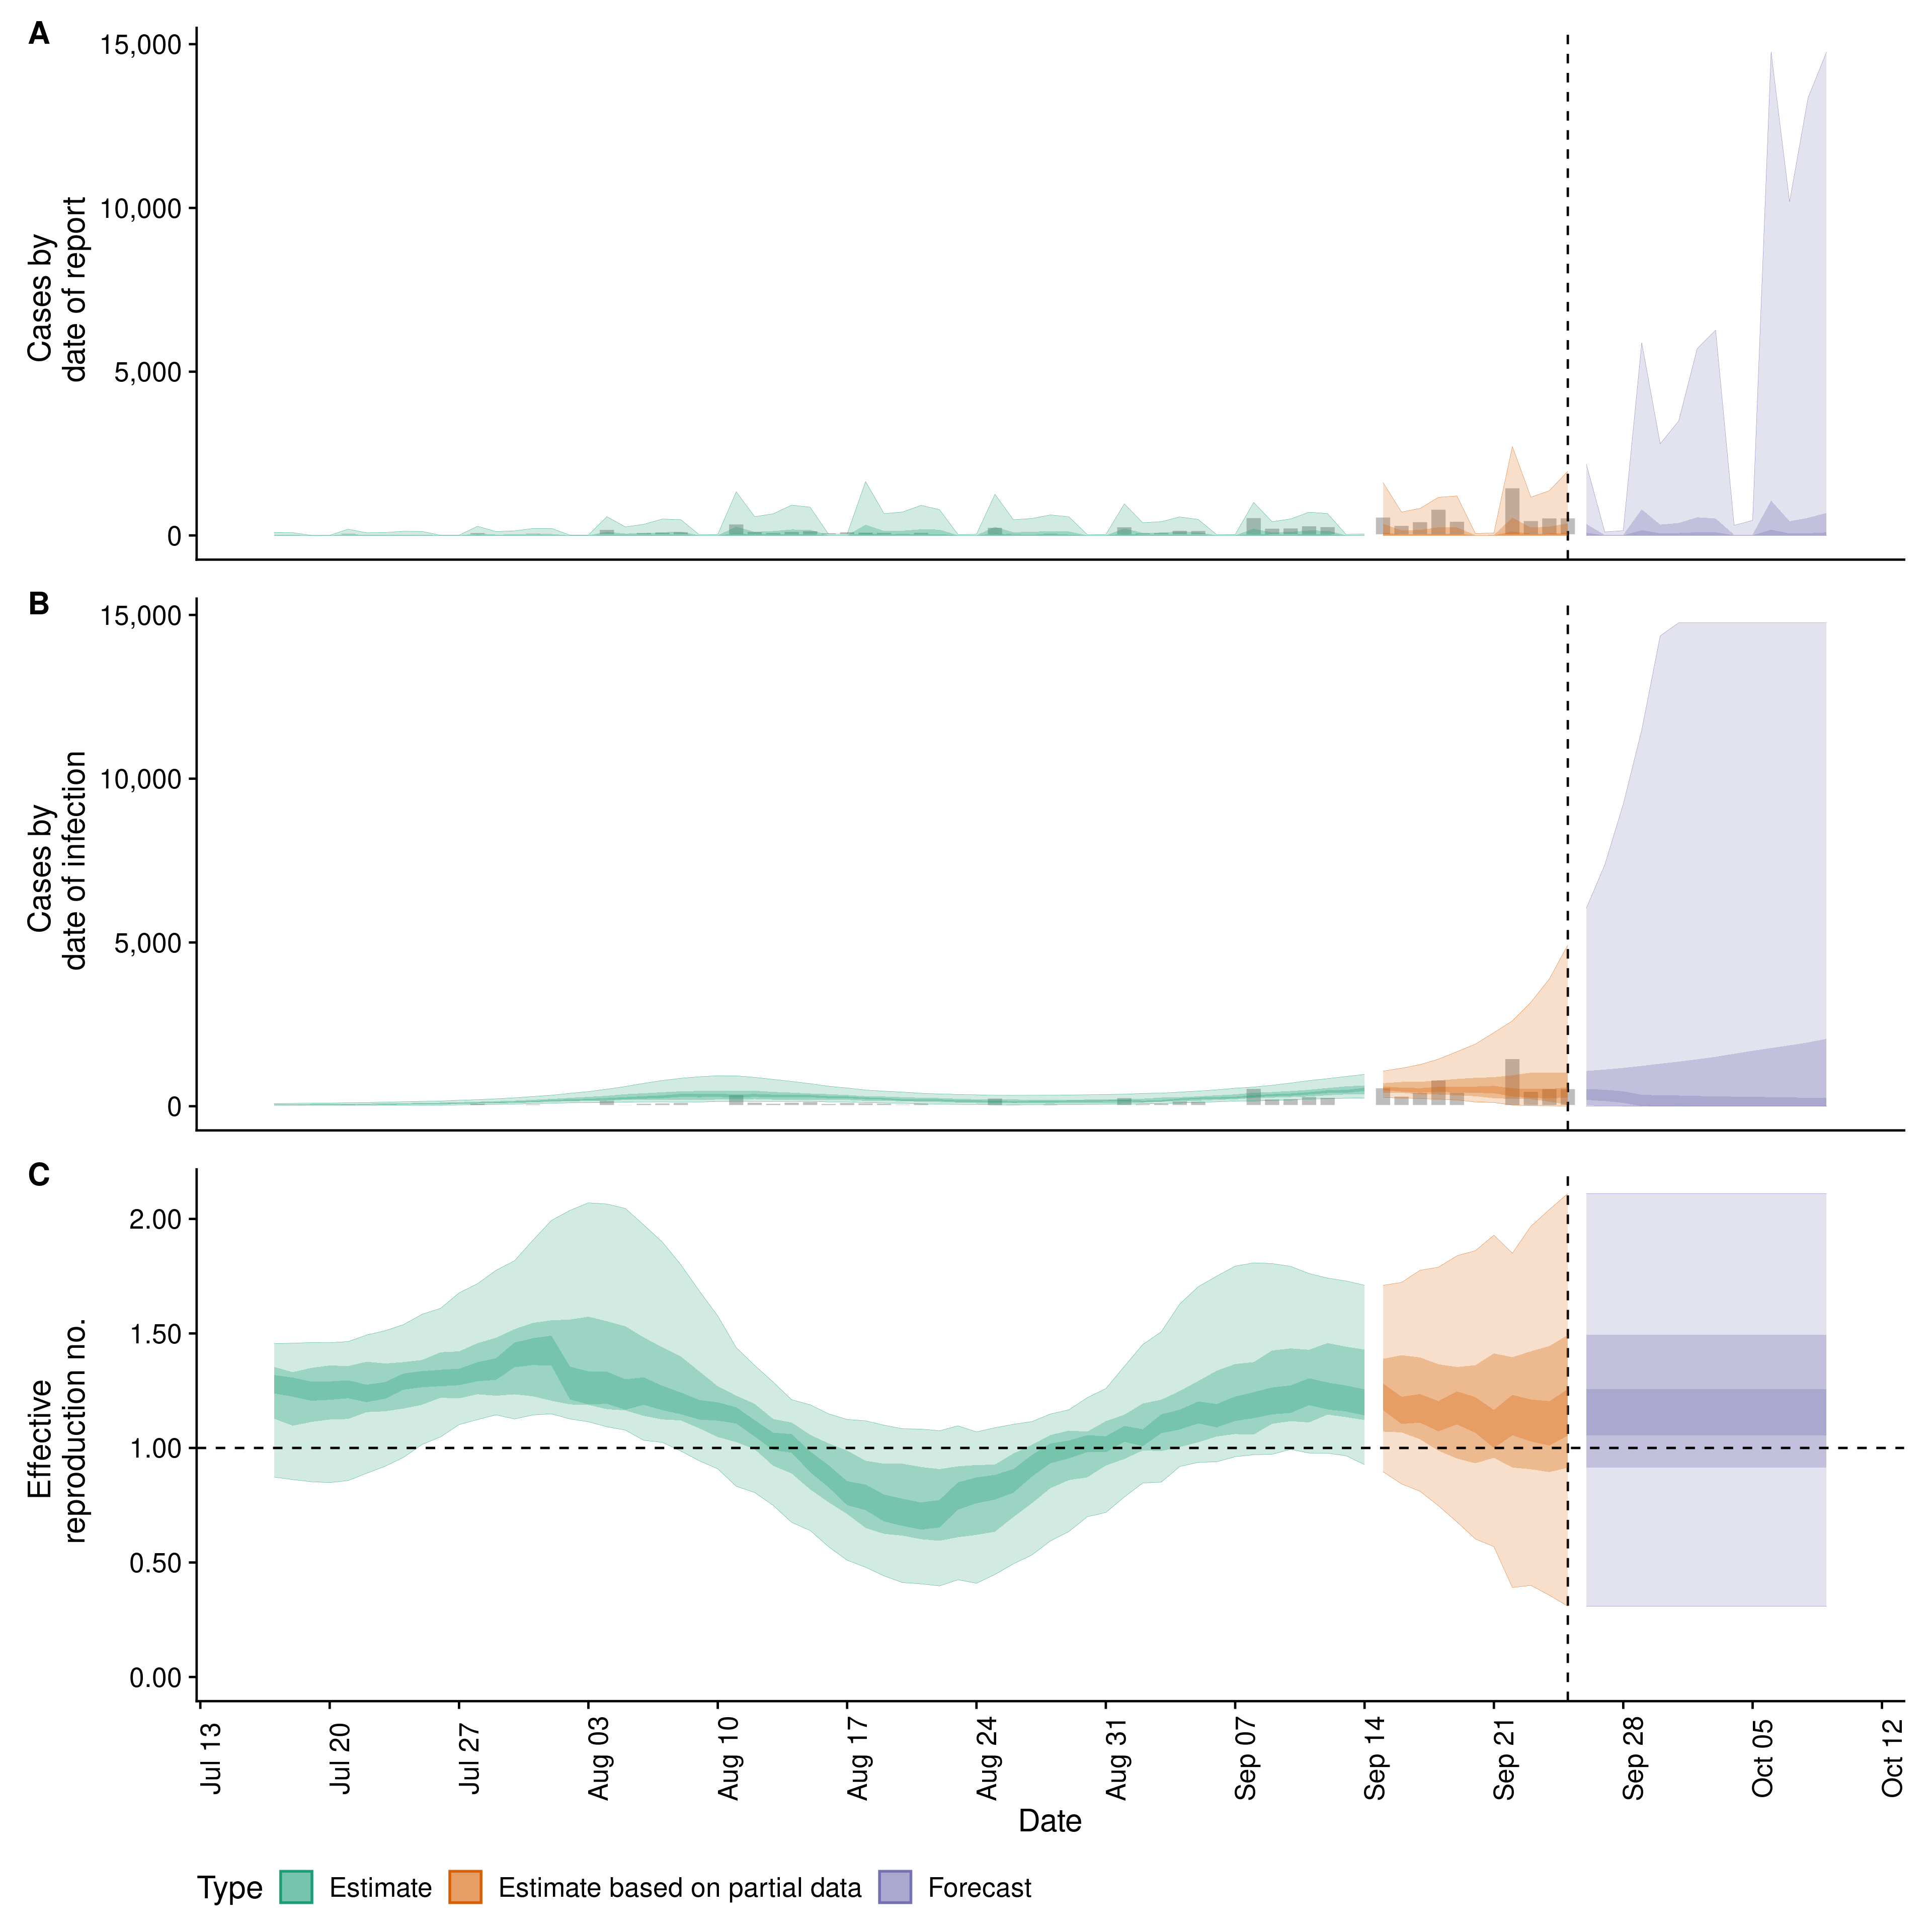 A
15,000
10,000
5,000
0
Cases by
date of report
B
15,000
10,000
5,000
0
Cases by
date of infection
C
2.00
1.50
1.00
0.50
0.00
Effective
reproduction no.
Jul 13
Jul 20
Jul 27
Aug 03
Aug 10
Aug 17
Aug 24
Aug 31
Sep 07
Sep 14
Sep 21
Sep 28
Oct 05
Oct 12
Date
Type Estimate Estimate based on partial data Forecast